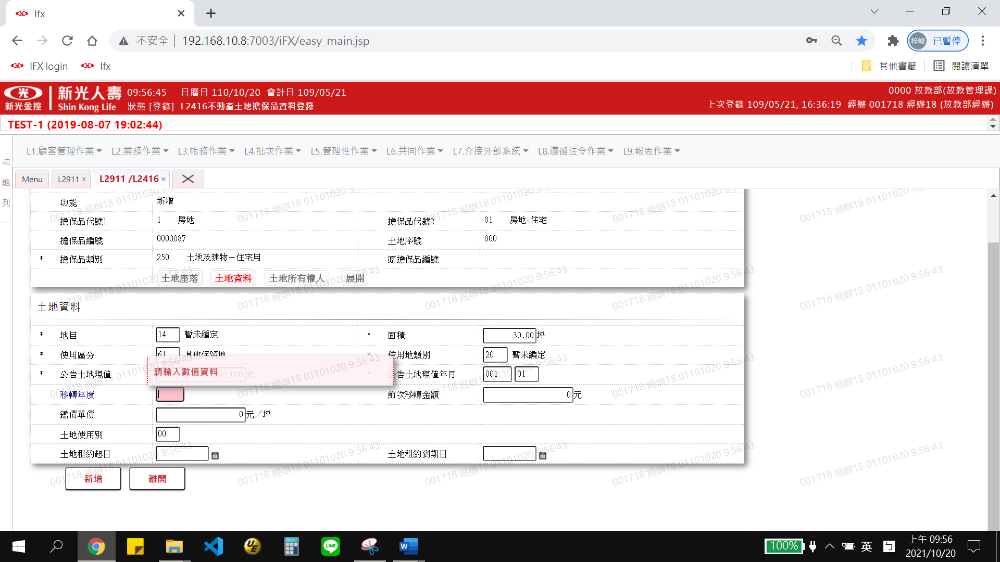 lfx
不安全 192.168.10.8:7003/iFX/easy_main.jsp 梓峻 已暫停
IFX login lfx 其他書籤 閱讀清單
新光金控 新光人壽 Shin Kong Life
09:56:45 日曆日 110/10/20 會計日 109/05/21
狀態 [登錄] L2416不動產土地擔保品資料登錄
0000 放款部(放款管理課)
上次登錄 109/05/21, 16:36:19 經辦 001718 經辦18 (放款部經辦)
TEST-1 (2019-08-07 19:02:44)
功能列
L1.顧客管理作業 L2.業務作業 L3.帳務作業 L4.批次作業 L5.管理性作業 L6.共同作業 L7.介接外部系統 L8.遵循法令作業 L9.報表作業
Menu L2911 × L2911 /L2416 ×
功能 新增
擔保品代號1 1 房地 擔保品代號2 01 房地-住宅
擔保品編號 0000087 土地序號 000
* 擔保品類別 250 土地及建物－住宅用 原擔保品編號
土地座落 土地資料 土地所有權人 展開
土地資料
* 地目 14 暫未編定 * 面積 30.00 坪
* 使用區分 61 其他保留地 * 使用地類別 20 暫未編定
* 公告土地現值 00,000 元 * 公告土地現值年月 001 01
請輸入數值資料
移轉年度 前次移轉金額 0 元
鑑價單價 0 元／坪
土地使用別 00
土地租約起日 土地租約到期日
新增 離開
001718 經辦18 01101020 9:56:43
100% 英 上午 09:56
2021/10/20